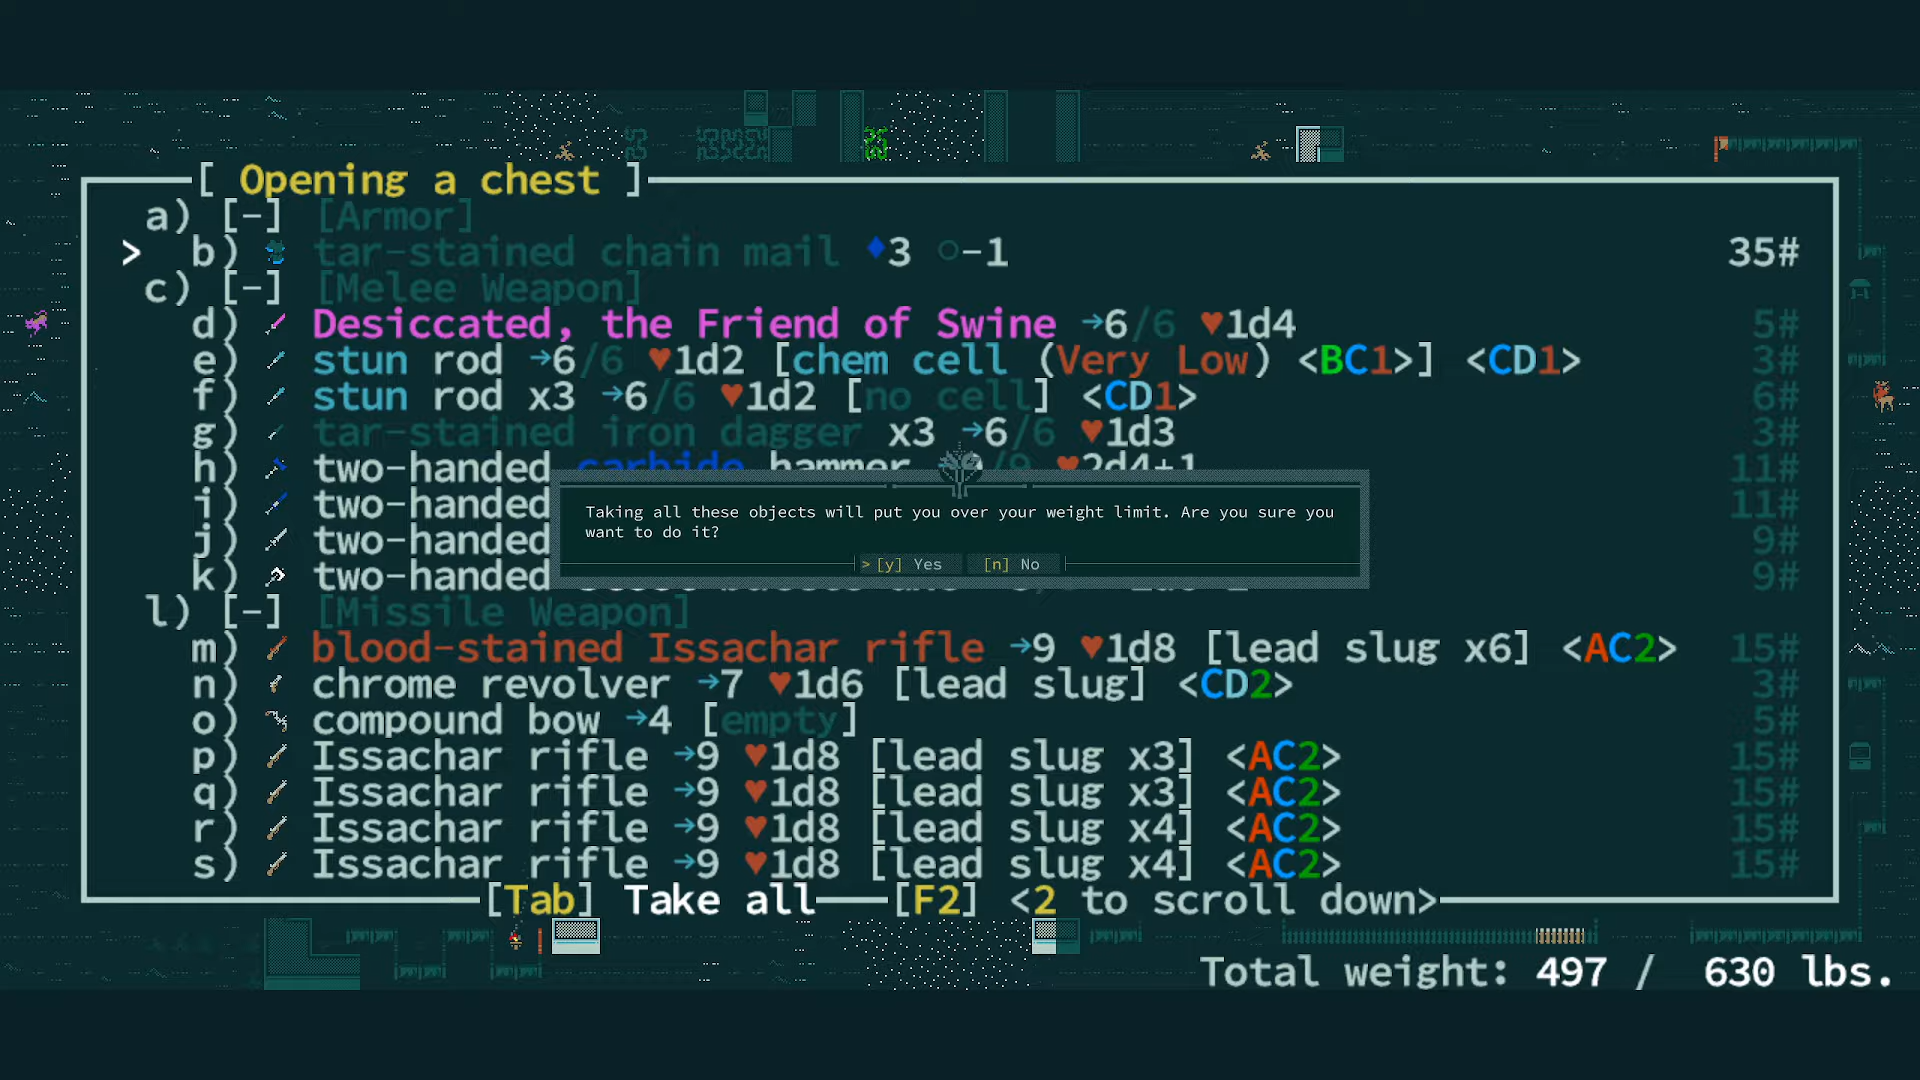 [ Opening a chest ]
a) [-] [Armor]
> b) tar-stained chain mail ♦3 ○-1 35#
c) [-] [Melee Weapon]
d) Desiccated, the Friend of Swine →6/6 ♥1d4 5#
e) stun rod →6/6 ♥1d2 [chem cell (Very Low) <BC1>] <CD1> 3#
f) stun rod x3 →6/6 ♥1d2 [no cell] <CD1> 6#
g) tar-stained iron dagger x3 →6/6 ♥1d3 3#
h) two-handed carbide hammer /9 ♥2d4+1 11#
i) two-handed 11#
j) two-handed 9#
k) two-handed 9#
Taking all these objects will put you over your weight limit. Are you sure you
want to do it?
> [y] Yes [n] No
l) [-] [Missile Weapon]
m) blood-stained Issachar rifle →9 ♥1d8 [lead slug x6] <AC2> 15#
n) chrome revolver →7 ♥1d6 [lead slug] <CD2> 3#
o) compound bow →4 [empty] 5#
p) Issachar rifle →9 ♥1d8 [lead slug x3] <AC2> 15#
q) Issachar rifle →9 ♥1d8 [lead slug x3] <AC2> 15#
r) Issachar rifle →9 ♥1d8 [lead slug x4] <AC2> 15#
s) Issachar rifle →9 ♥1d8 [lead slug x4] <AC2> 15#
[Tab] Take all [F2] <2 to scroll down>
Total weight: 497 / 630 lbs.